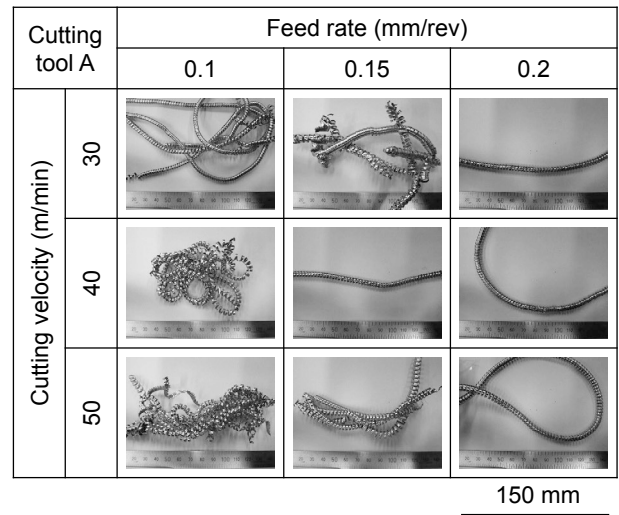 Cutting
tool A
Feed rate (mm/rev)
0.1
0.15
0.2
Cutting velocity (m/min)
30
40
50
150 mm